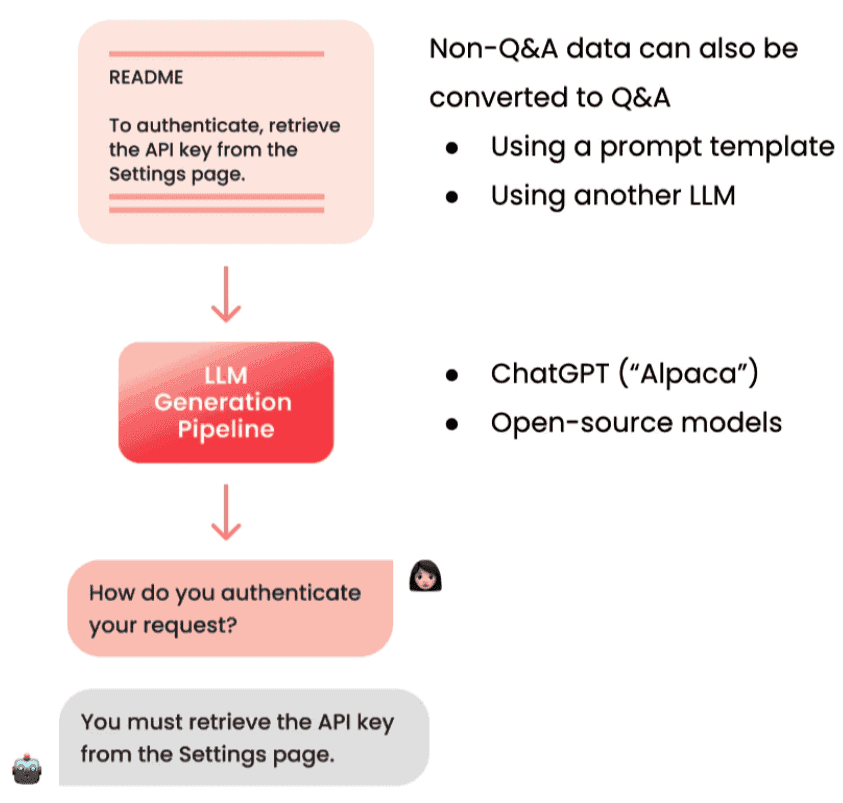 README
To authenticate, retrieve
the API key from the
Settings page.
Non-Q&A data can also be
converted to Q&A
● Using a prompt template
● Using another LLM
LLM
Generation
Pipeline
● ChatGPT (“Alpaca”)
● Open-source models
How do you authenticate
your request?
You must retrieve the API key
from the Settings page.